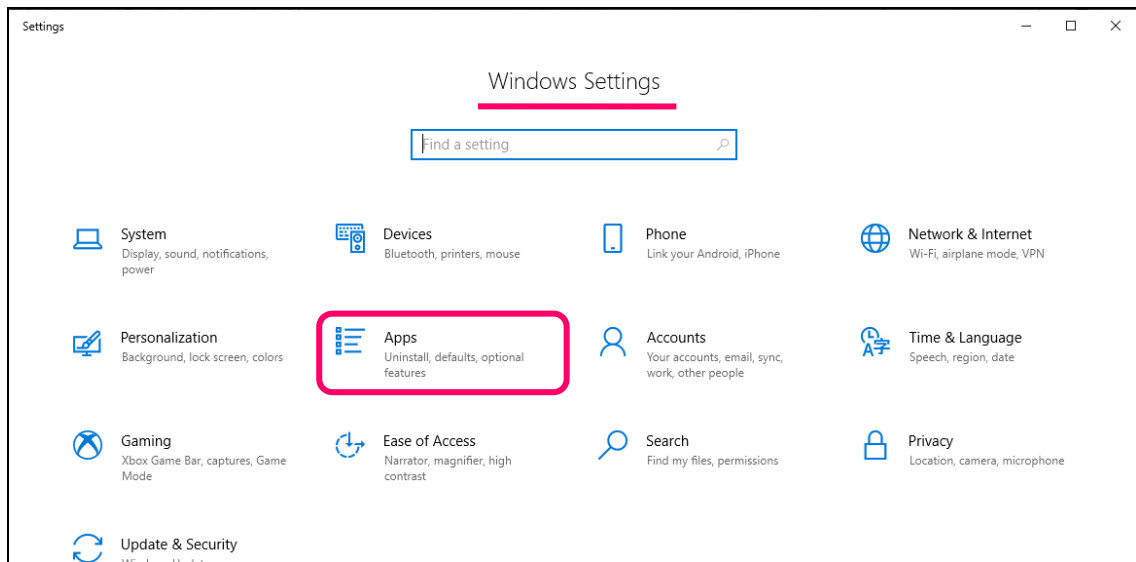 Settings
Windows Settings
Find a setting
System
Display, sound, notifications,
power
Devices
Bluetooth, printers, mouse
Phone
Link your Android, iPhone
Network & Internet
Wi-Fi, airplane mode, VPN
Personalization
Background, lock screen, colors
Apps
Uninstall, defaults, optional
features
Accounts
Your accounts, email, sync,
work, other people
Time & Language
Speech, region, date
Gaming
Xbox Game Bar, captures, Game
Mode
Ease of Access
Narrator, magnifier, high
contrast
Search
Find my files, permissions
Privacy
Location, camera, microphone
Update & Security